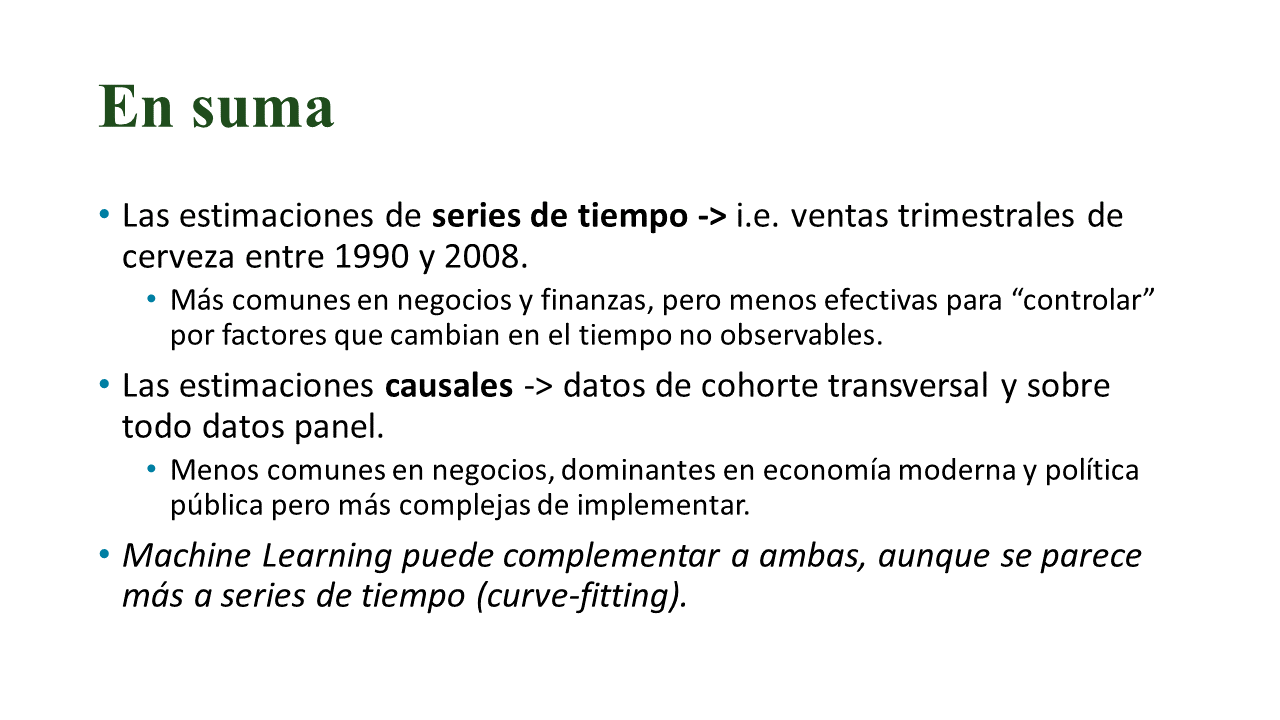 En suma
• Las estimaciones de series de tiempo -> i.e. ventas trimestrales de
cerveza entre 1990 y 2008.
• Más comunes en negocios y finanzas, pero menos efectivas para “controlar”
por factores que cambian en el tiempo no observables.
• Las estimaciones causales -> datos de cohorte transversal y sobre
todo datos panel.
• Menos comunes en negocios, dominantes en economía moderna y política
pública pero más complejas de implementar.
• Machine Learning puede complementar a ambas, aunque se parece
más a series de tiempo (curve-fitting).